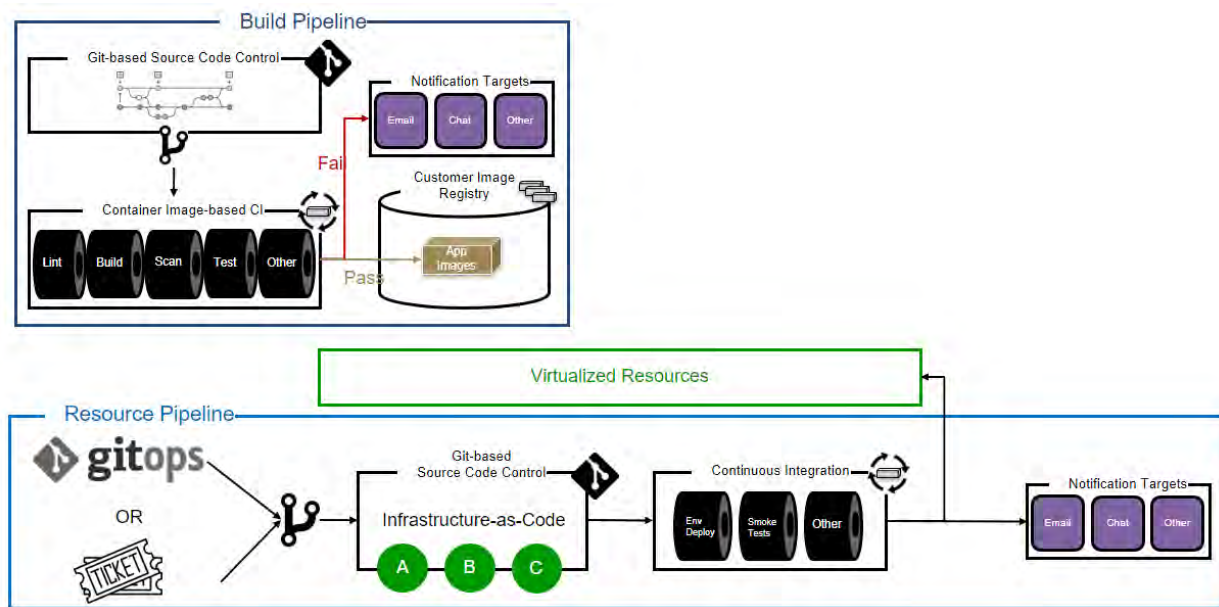 Build Pipeline
Git-based Source Code Control
Notification Targets
Email
Chat
Other
Fail
Customer Image
Registry
Container Image-based CI
Lint
Build
Scan
Test
Other
App
Images
Pass
Virtualized Resources
Resource Pipeline
gitops
OR
TICKET
Git-based
Source Code Control
Infrastructure-as-Code
A
B
C
Continuous Integration
Env
Deploy
Smoke
Tests
Other
Notification Targets
Email
Chat
Other